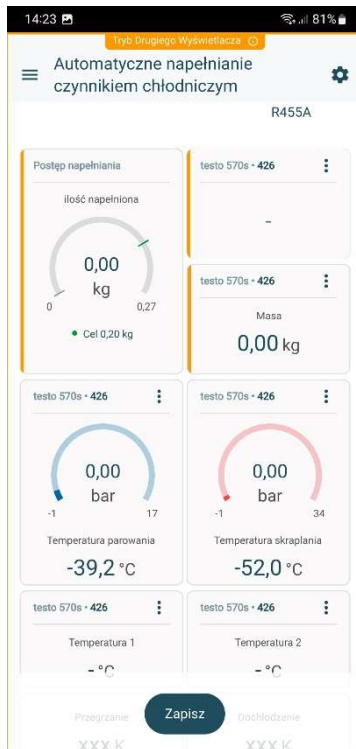 14:23
81%
Tryb Drugiego Wyświetlacza
Automatyczne napełnianie
czynnikiem chłodniczym
R455A
Postęp napełniania
ilość napełniona
0,00
kg
0
0,27
Cel 0,20 kg
testo 570s • 426
-
testo 570s • 426
Masa
0,00 kg
testo 570s • 426
0,00
bar
-1
17
Temperatura parowania
-39,2 °C
testo 570s • 426
0,00
bar
-1
34
Temperatura skraplania
-52,0 °C
testo 570s • 426
Temperatura 1
- °C
testo 570s • 426
Temperatura 2
- °C
Przegrzanie
XXX K
Zapisz
Dochłodzenie
XXX K